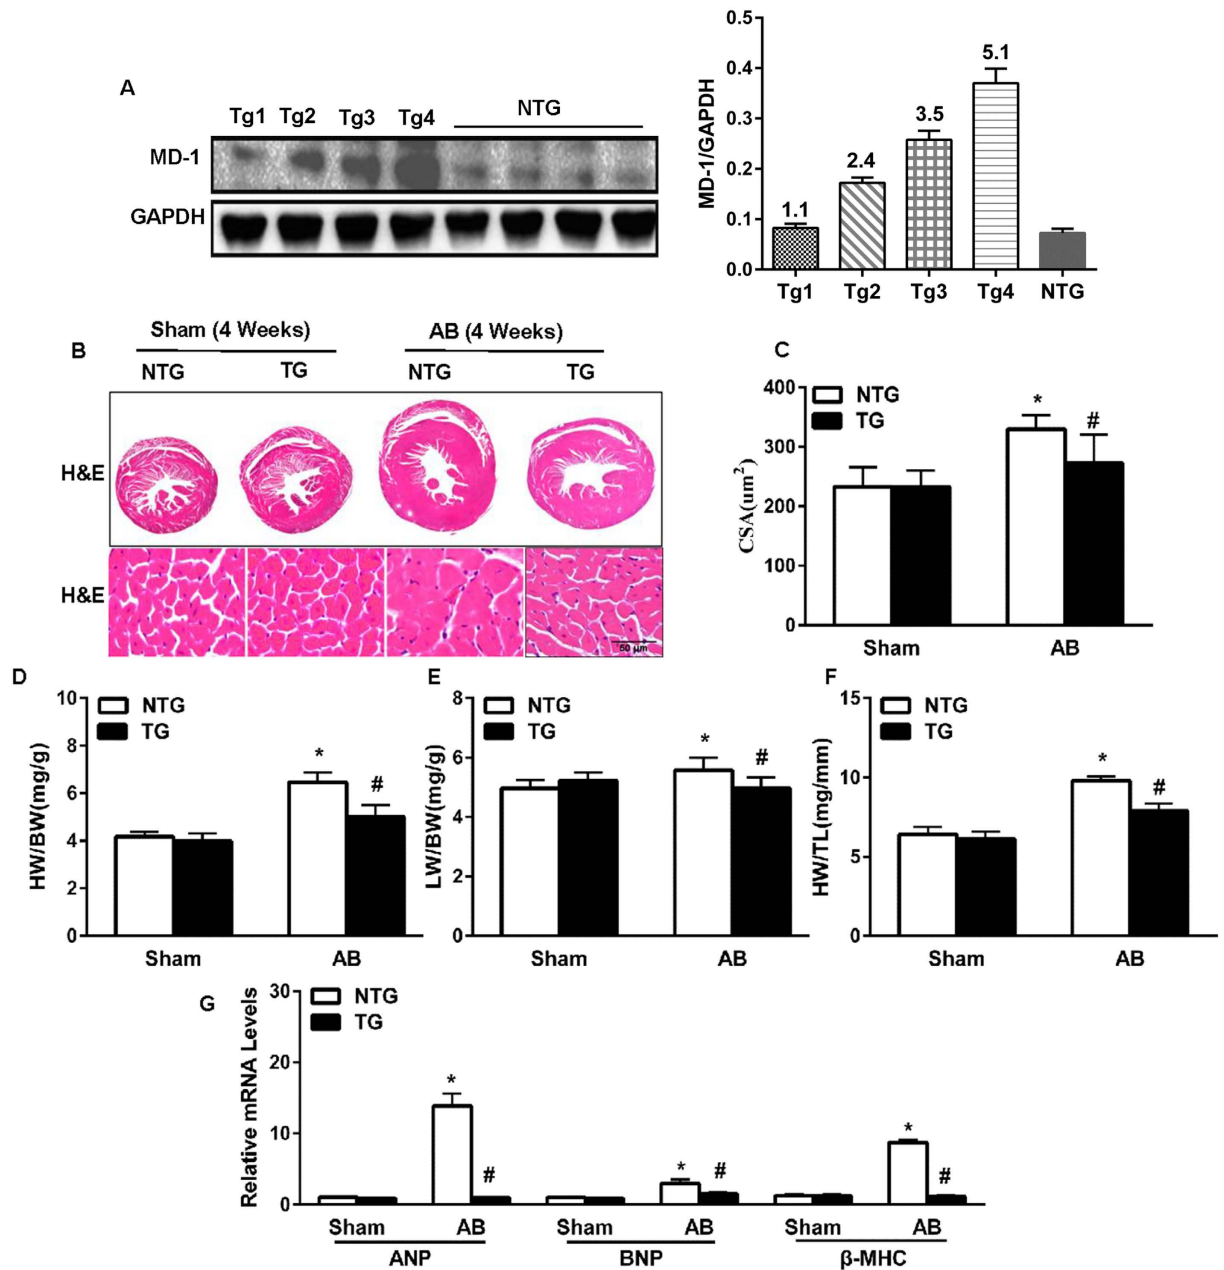 A
Tg1 Tg2 Tg3 Tg4 NTG
MD-1
GAPDH
MD-1/GAPDH
0.5
0.4
0.3
0.2
0.1
0.0
1.1
2.4
3.5
5.1
Tg1 Tg2 Tg3 Tg4 NTG
B
Sham (4 Weeks) AB (4 Weeks)
NTG TG NTG TG
H&E
H&E
50 µm
C
CSA(um²)
400
300
200
100
0
NTG
TG
*
#
Sham AB
D
HW/BW(mg/g)
10
8
6
4
2
0
NTG
TG
*
#
Sham AB
E
LW/BW(mg/g)
8
6
4
2
0
NTG
TG
*
#
Sham AB
F
HW/TL(mg/mm)
15
10
5
0
NTG
TG
*
#
Sham AB
G
Relative mRNA Levels
30
20
10
0
NTG
TG
*
#
*
#
*
#
Sham AB Sham AB Sham AB
ANP BNP β-MHC